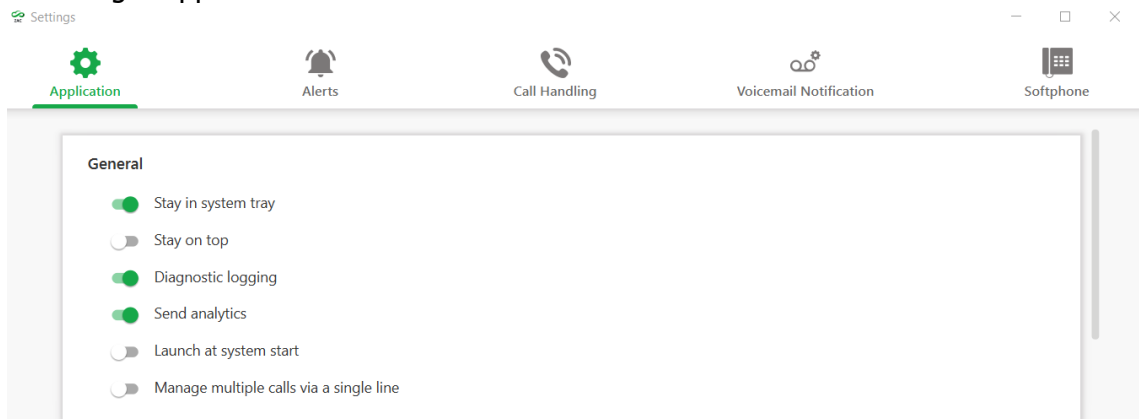 Settings
Application Alerts Call Handling Voicemail Notification Softphone
General
Stay in system tray
Stay on top
Diagnostic logging
Send analytics
Launch at system start
Manage multiple calls via a single line